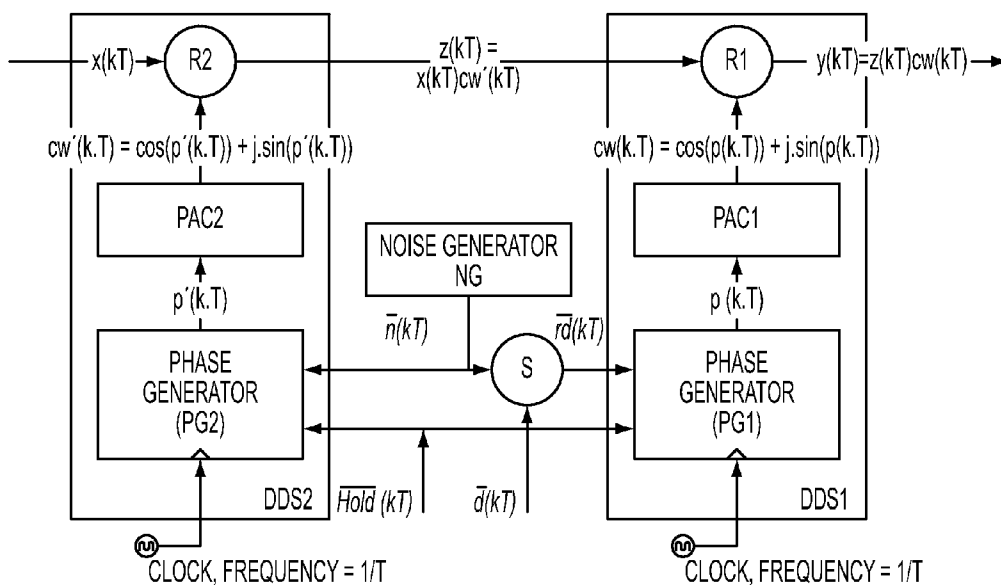 x(kT)
R2
z(kT) =
x(kT)cw´(kT)
R1
y(kT)=z(kT)cw(kT)
cw´(k.T) = cos(p´(k.T)) + j.sin(p´(k.T))
cw(k.T) = cos(p(k.T)) + j.sin(p(k.T))
PAC2
PAC1
NOISE GENERATOR
NG
p´(k.T)
p (k.T)
n̅(kT)
r̅d̅(kT)
PHASE
GENERATOR
(PG2)
S
PHASE
GENERATOR
(PG1)
DDS2
H̅o̅l̅d̅ (kT)
d̅(kT)
DDS1
CLOCK, FREQUENCY = 1/T
CLOCK, FREQUENCY = 1/T